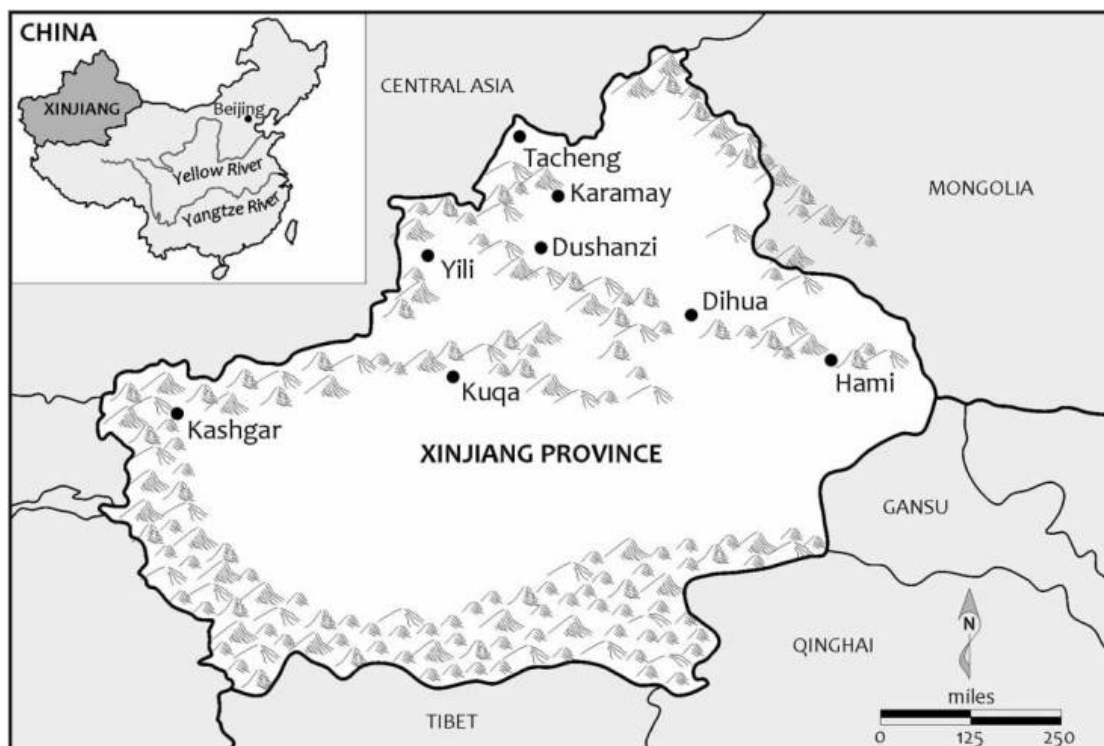 CHINA
XINJIANG
Beijing
Yellow River
Yangtze River
CENTRAL ASIA
MONGOLIA
Tacheng
Karamay
Dushanzi
Yili
Dihua
Hami
Kuqa
Kashgar
XINJIANG PROVINCE
GANSU
QINGHAI
TIBET
N
miles
0 125 250